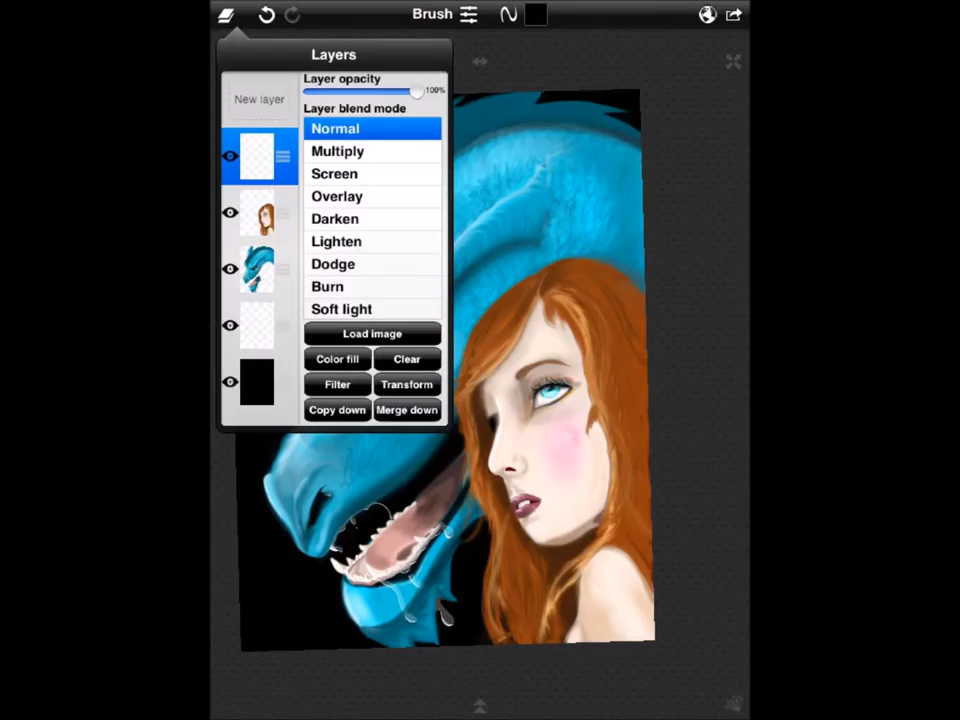 Brush
Layers
New layer
Layer opacity
100%
Layer blend mode
Normal
Multiply
Screen
Overlay
Darken
Lighten
Dodge
Burn
Soft light
Load image
Color fill Clear
Filter Transform
Copy down Merge down